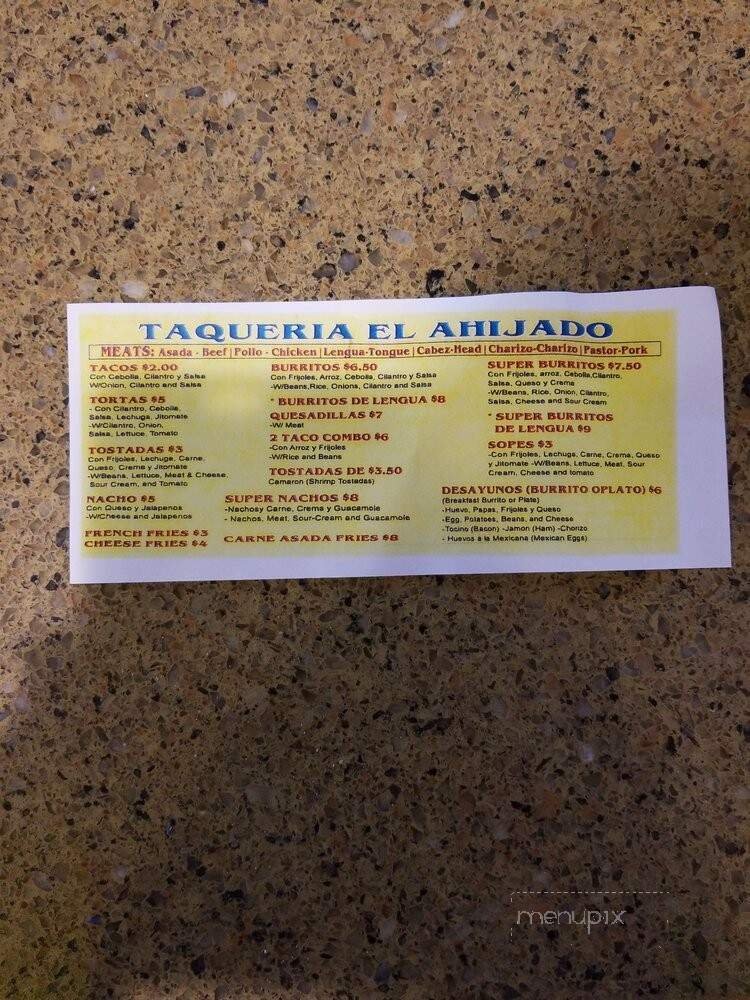 TAQUERIA EL AHIJADO
MEATS: Asada - Beef | Pollo - Chicken | Lengua-Tongue | Cabez-Head | Charizo-Charizo | Pastor-Pork
TACOS $2.00
Con Cebolla, Cilantro y Salsa
W/Onion, Cilantro and Salsa
TORTAS $5
- Con Cilantro, Cebolla,
Salsa, Lechuga, Jitomate
-W/Cilantro, Onion,
Salsa, Lettuce, Tomato
TOSTADAS $3
Con Frijoles, Lechuge, Carne,
Queso, Creme y Jitomate
-W/Beans, Lettuce, Meat & Cheese,
Sour Cream, and Tomato
NACHO $5
Con Queso y Jalapenos
-W/Cheese and Jalapenos
FRENCH FRIES $3
CHEESE FRIES $4
BURRITOS $6.50
Con Frijoles, Arroz, Cebolla, Cilantro y Salsa
-W/Beans,Rice, Onions, Cilantro and Salsa
* BURRITOS DE LENGUA $8
QUESADILLAS $7
-W/ Meat
2 TACO COMBO $6
-Con Arroz y Frijoles
-W/Rice and Beans
TOSTADAS DE $3.50
Camaron (Shrimp Tostadas)
SUPER NACHOS $8
-Nachosy Carne, Crema y Guacamole
- Nachos, Meat, Sour-Cream and Guacamole
CARNE ASADA FRIES $8
SUPER BURRITOS $7.50
Con Frijoles, arroz, Cebolla,Cilantro,
Salsa, Queso y Crema
-W/Beans, Rice, Onion, Cilantro,
Salsa, Cheese and Sour Cream
* SUPER BURRITOS
DE LENGUA $9
SOPES $3
-Con Frijoles, Lechuga, Carne, Crema, Queso
y Jitomate -W/Beans, Lettuce, Meat, Sour
Cream, Cheese and tomato
DESAYUNOS (BURRITO OPLATO) $6
(Breakfast Burrito or Plate)
-Huevo, Papas, Frijoles y Queso
-Egg, Potatoes, Beans, and Cheese
-Tocino (Bacon) -Jamon (Ham) -Chorizo
- Huevos a la Mexicana (Mexican Eggs)
menupix